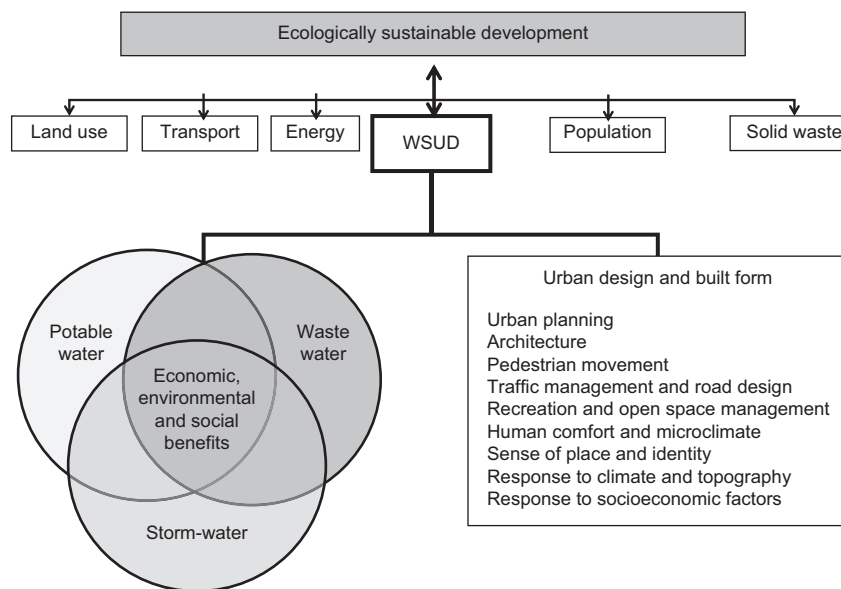 Ecologically sustainable development
Land use
Transport
Energy
WSUD
Population
Solid waste
Potable
water
Waste
water
Economic,
environmental
and social
benefits
Storm-water
Urban design and built form
Urban planning
Architecture
Pedestrian movement
Traffic management and road design
Recreation and open space management
Human comfort and microclimate
Sense of place and identity
Response to climate and topography
Response to socioeconomic factors